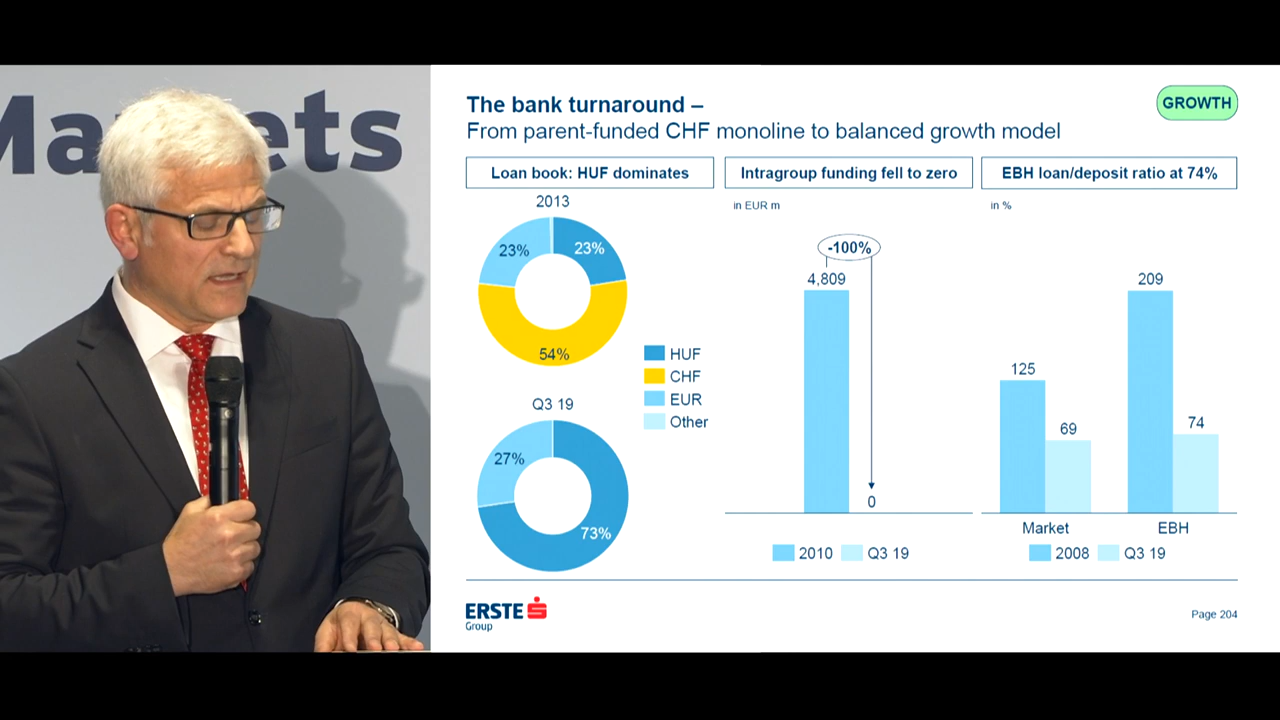 Markets
The bank turnaround –
From parent-funded CHF monoline to balanced growth model
GROWTH
Loan book: HUF dominates
2013
23%
23%
54%
Q3 19
27%
73%
HUF
CHF
EUR
Other
Intragroup funding fell to zero
in EUR m
-100%
4,809
0
2010
Q3 19
EBH loan/deposit ratio at 74%
in %
125
69
209
74
Market
EBH
2008
Q3 19
ERSTE
Group
Page 204